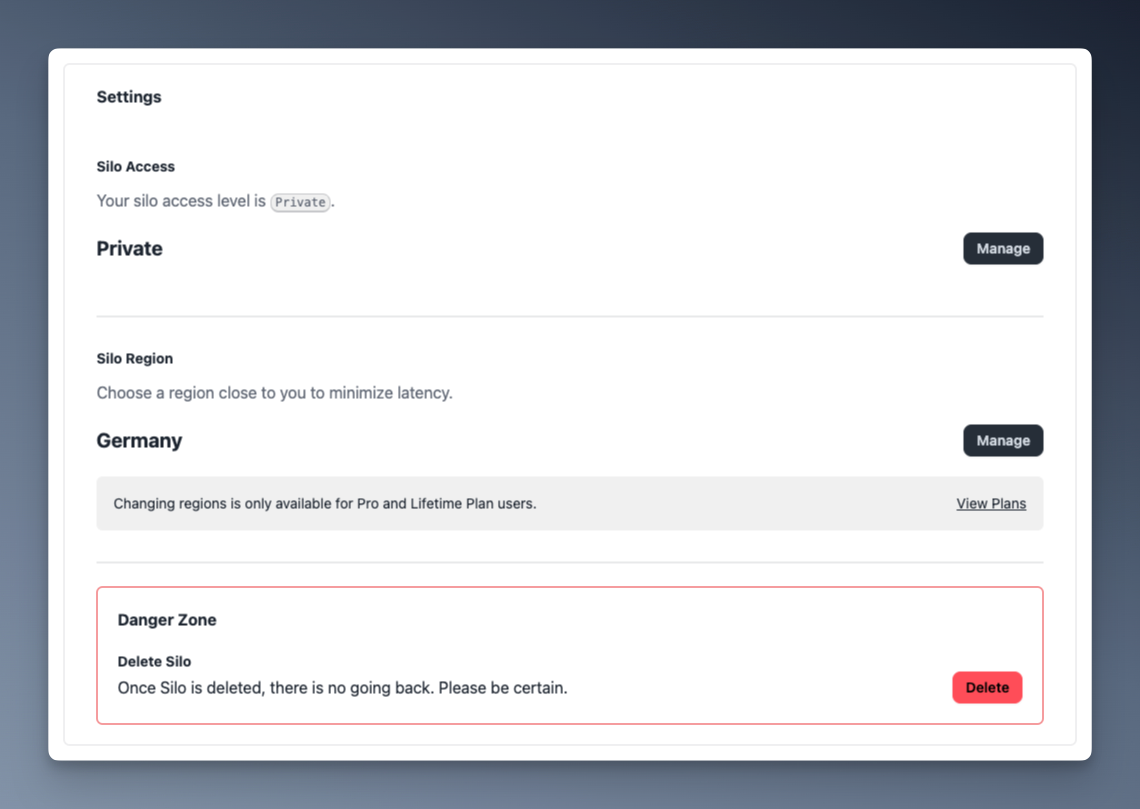 Settings
Silo Access
Your silo access level is Private.
Private
Manage
Silo Region
Choose a region close to you to minimize latency.
Germany
Manage
Changing regions is only available for Pro and Lifetime Plan users.
View Plans
Danger Zone
Delete Silo
Once Silo is deleted, there is no going back. Please be certain.
Delete